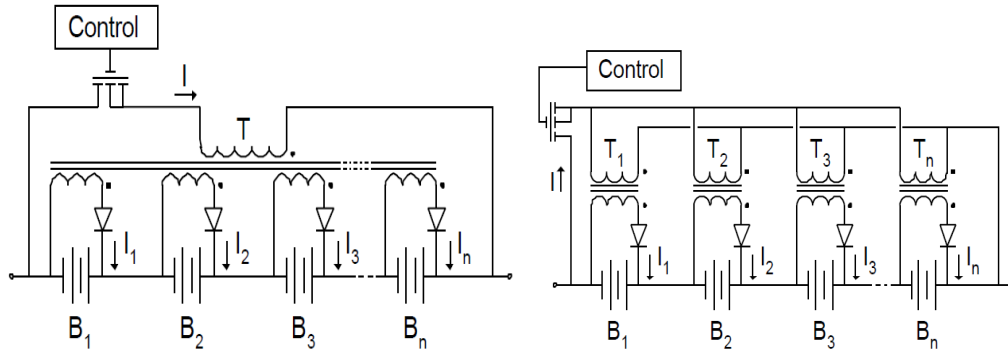 Control
I
T
I1
I2
I3
In
B1
B2
B3
Bn
Control
I
T1
T2
T3
Tn
I1
I2
I3
In
B1
B2
B3
Bn